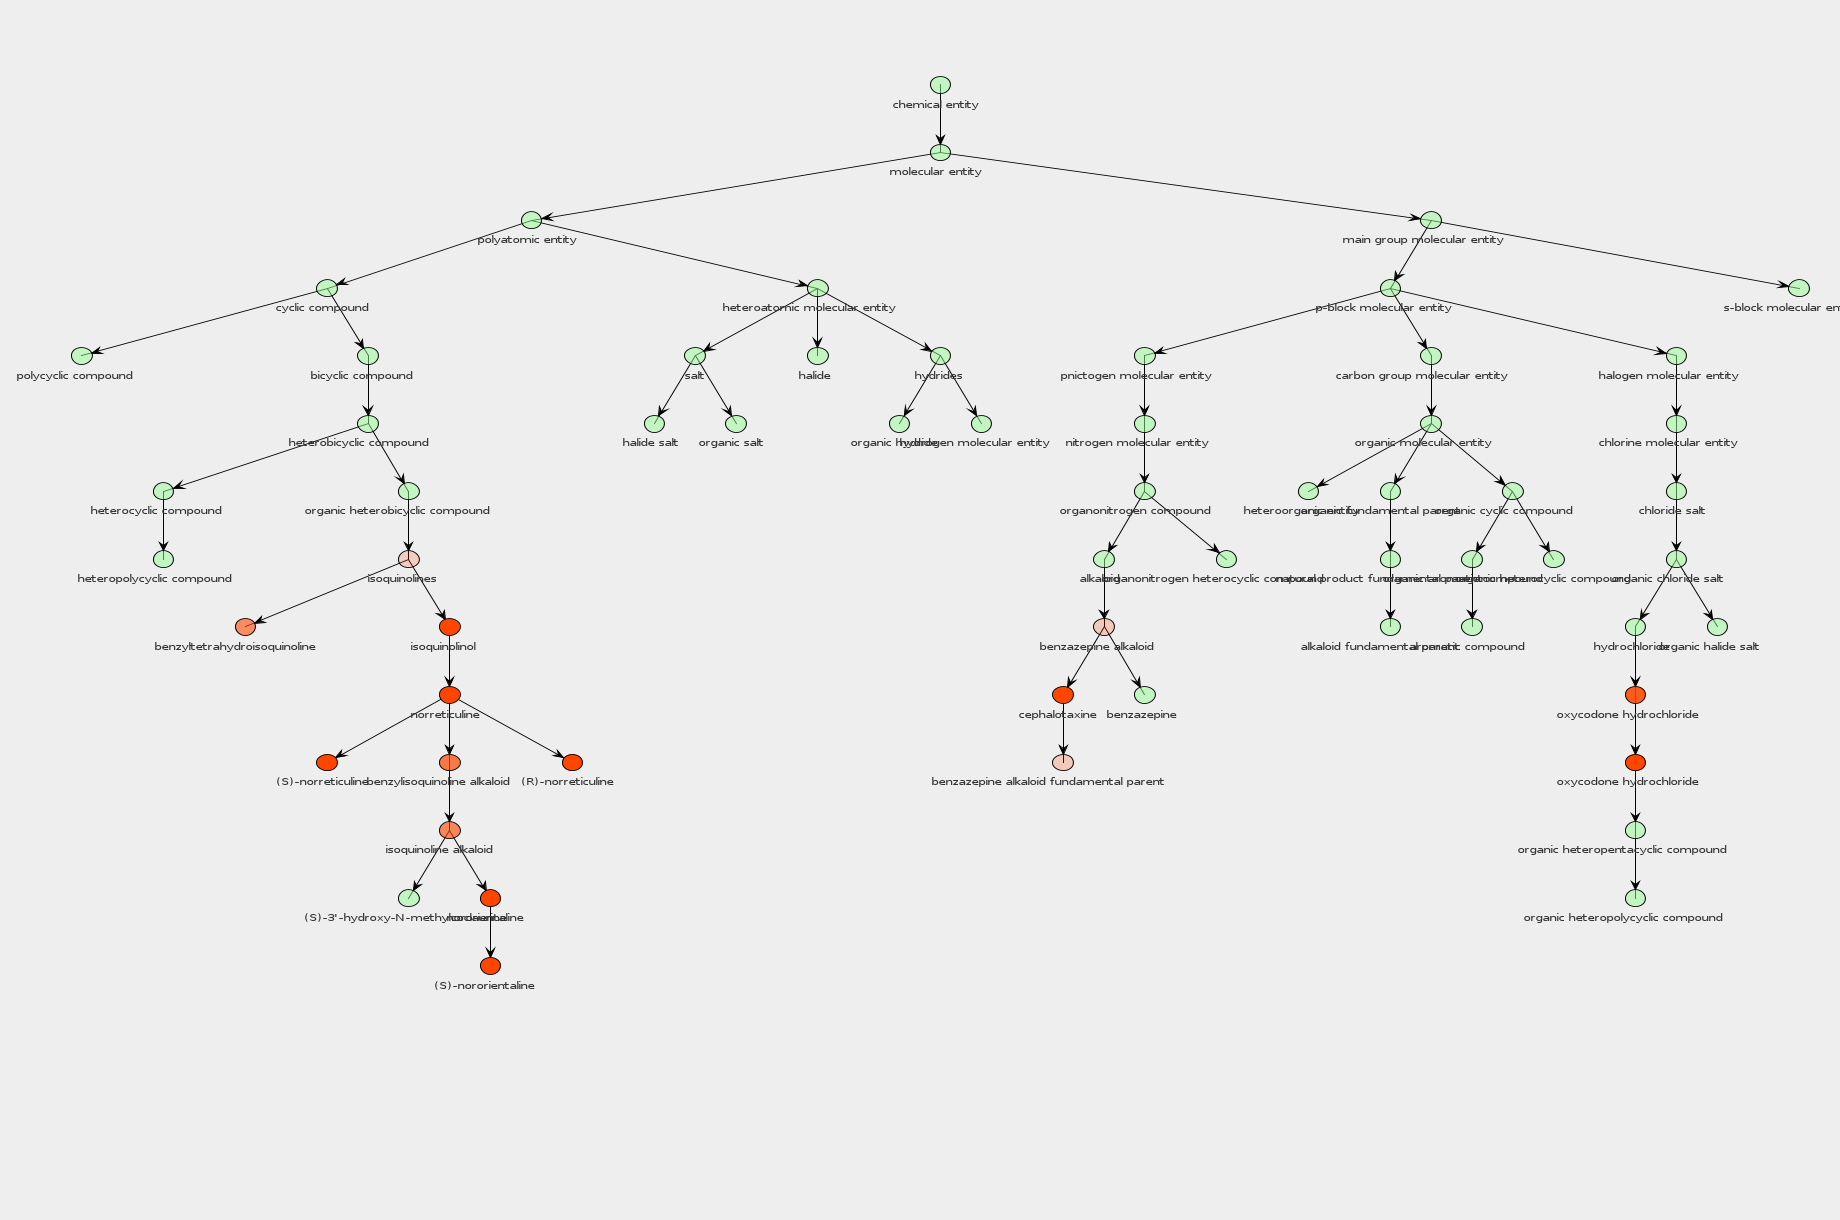 chemical entity
molecular entity
polyatomic entity
main group molecular entity
cyclic compound
heteroatomic molecular entity
p-block molecular entity
s-block molecular
polycyclic compound
bicyclic compound
salt
halide
hydrides
pnictogen molecular entity
carbon group molecular entity
halogen molecular entity
heterobicyclic compound
halide salt
organic salt
organic hydride
hydrogen molecular entity
nitrogen molecular entity
organic molecular entity
chlorine molecular entity
heterocyclic compound
organic heterobicyclic compound
organonitrogen compound
heteroorganic entity
organic fundamental parent
organic cyclic compound
chloride salt
heteropolycyclic compound
isoquinolines
alkaloid
organonitrogen heterocyclic compound
natural product fundamental parent
organic heterocyclic compound
organic chloride salt
benzyltetrahydroisoquinoline
isoquinolinol
benzazepine alkaloid
alkaloid fundamental parent
aromatic compound
hydrochloride
organic halide salt
norreticuline
cephalotaxine
benzazepine
oxycodone hydrochloride
(S)-norreticuline
benzylisoquinoline alkaloid
(R)-norreticuline
benzazepine alkaloid fundamental parent
oxycodone hydrochloride
isoquinoline alkaloid
organic heteropentacyclic compound
(S)-3'-hydroxy-N-methylcoclaurine
nororientaline
organic heteropolycyclic compound
(S)-nororientaline